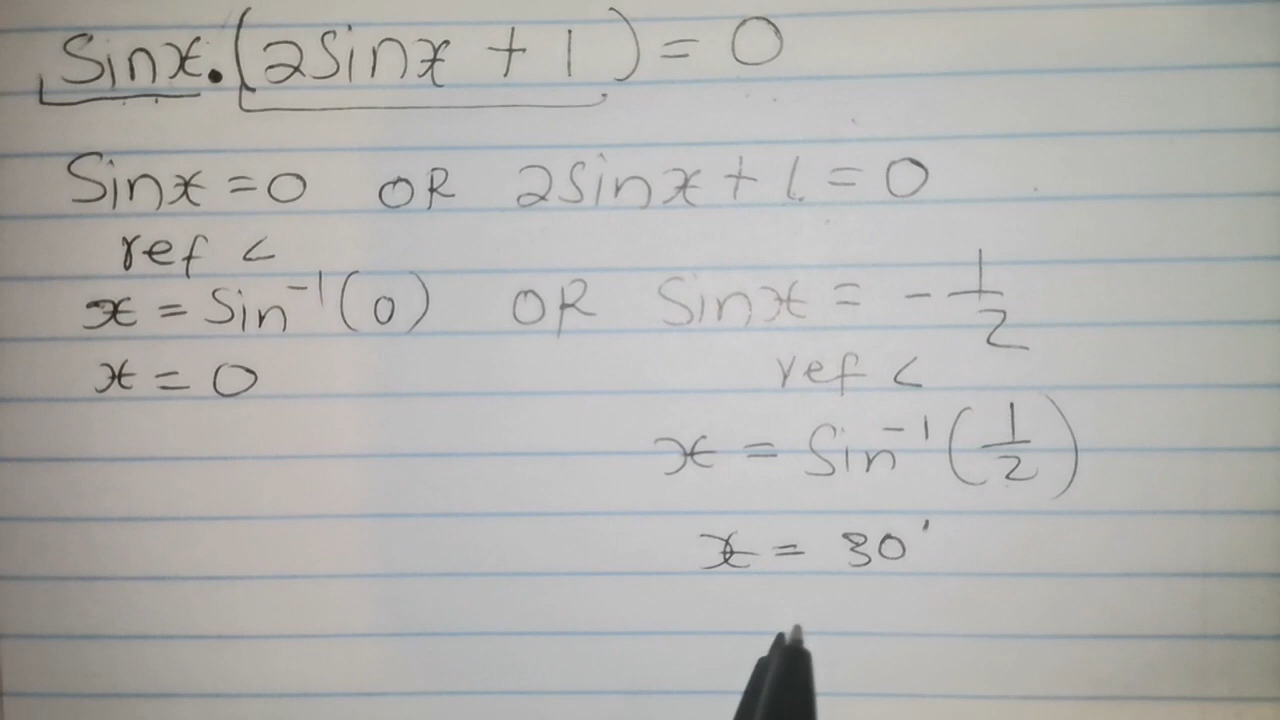 Sinx.(2Sinx + 1) = 0
Sinx = 0 OR 2Sinx + 1 = 0
ref <
x = Sin⁻¹(0) OR Sinx = - 1/2
x = 0 ref <
x = Sin⁻¹(1/2)
x = 30'